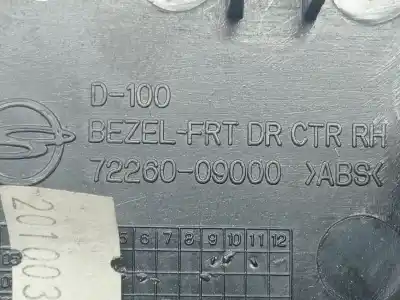 D-100
BEZEL-FRT DR CTR RH
72260-09000 >ABS<
201003
5 6 7 8 9 10 11 12